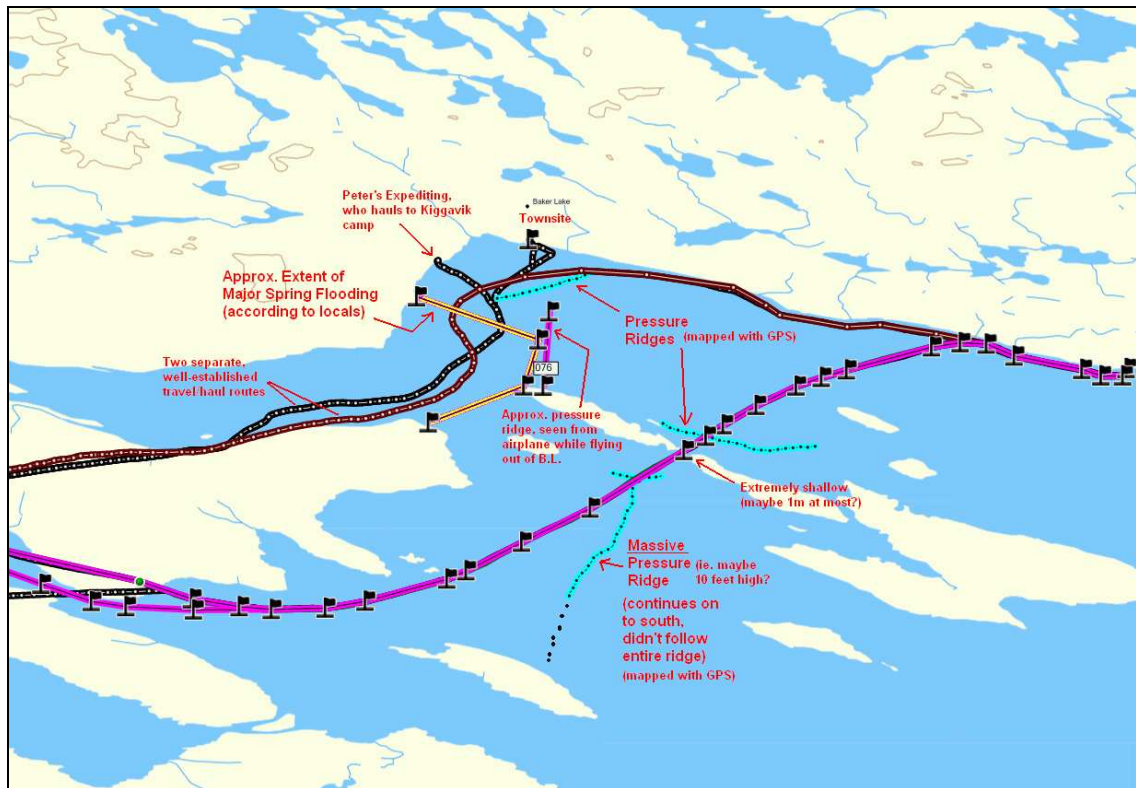 Baker Lake
Townsite
Peter's Expediting,
who hauls to Kiggavik
camp
Approx. Extent of
Major Spring Flooding
(according to locals)
Pressure
Ridges (mapped with GPS)
Two separate,
well-established
travel/haul routes
076
Approx. pressure
ridge, seen from
airplane while flying
out of B.L.
Extremely shallow
(maybe 1m at most?)
Massive
Pressure (ie. maybe
Ridge 10 feet high?
(continues on
to south,
didn't follow
entire ridge)
(mapped with GPS)